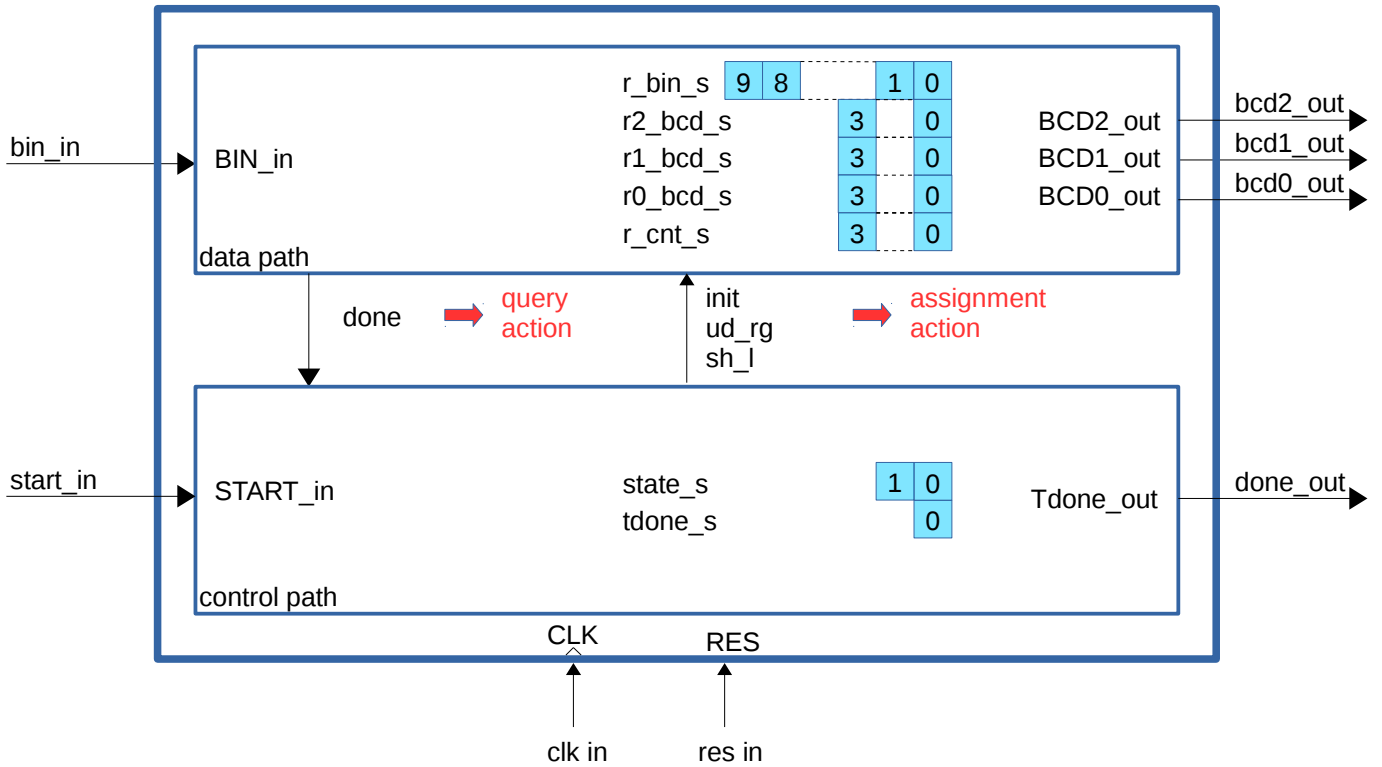 r_bin_s 9 8 1 0
r2_bcd_s 3 0
r1_bcd_s 3 0
r0_bcd_s 3 0
r_cnt_s 3 0
bin_in
BIN_in
BCD2_out
BCD1_out
BCD0_out
bcd2_out
bcd1_out
bcd0_out
data path
done
query
action
init
ud_rg
sh_l
assignment
action
start_in
START_in
state_s 1 0
tdone_s 0
Tdone_out
done_out
control path
CLK
RES
clk in
res in